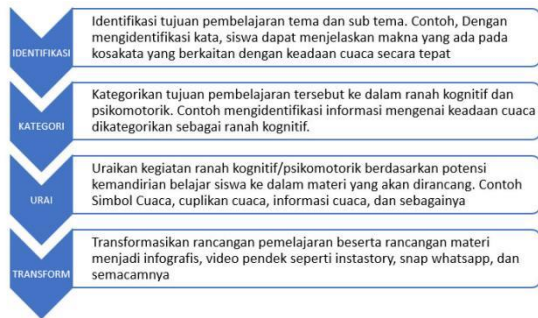 IDENTIFIKASI
Identifikasi tujuan pembelajaran tema dan sub tema. Contoh, Dengan
mengidentifikasi kata, siswa dapat menjelaskan makna yang ada pada
kosakata yang berkaitan dengan keadaan cuaca secara tepat
KATEGORI
Kategorikan tujuan pembelajaran tersebut ke dalam ranah kognitif dan
psikomotorik. Contoh mengidentifikasi informasi mengenai keadaan cuaca
dikategorikan sebagai ranah kognitif.
URAI
Uraikan kegiatan ranah kognitif/psikomotorik berdasarkan potensi
kemandirian belajar siswa ke dalam materi yang akan dirancang. Contoh
Simbol Cuaca, cuplikan cuaca, informasi cuaca, dan sebagainya
TRANSFORM
Transformasikan rancangan pemelajaran beserta rancangan materi
menjadi infografis, video pendek seperti instastory, snap whatsapp, dan
semacamnya